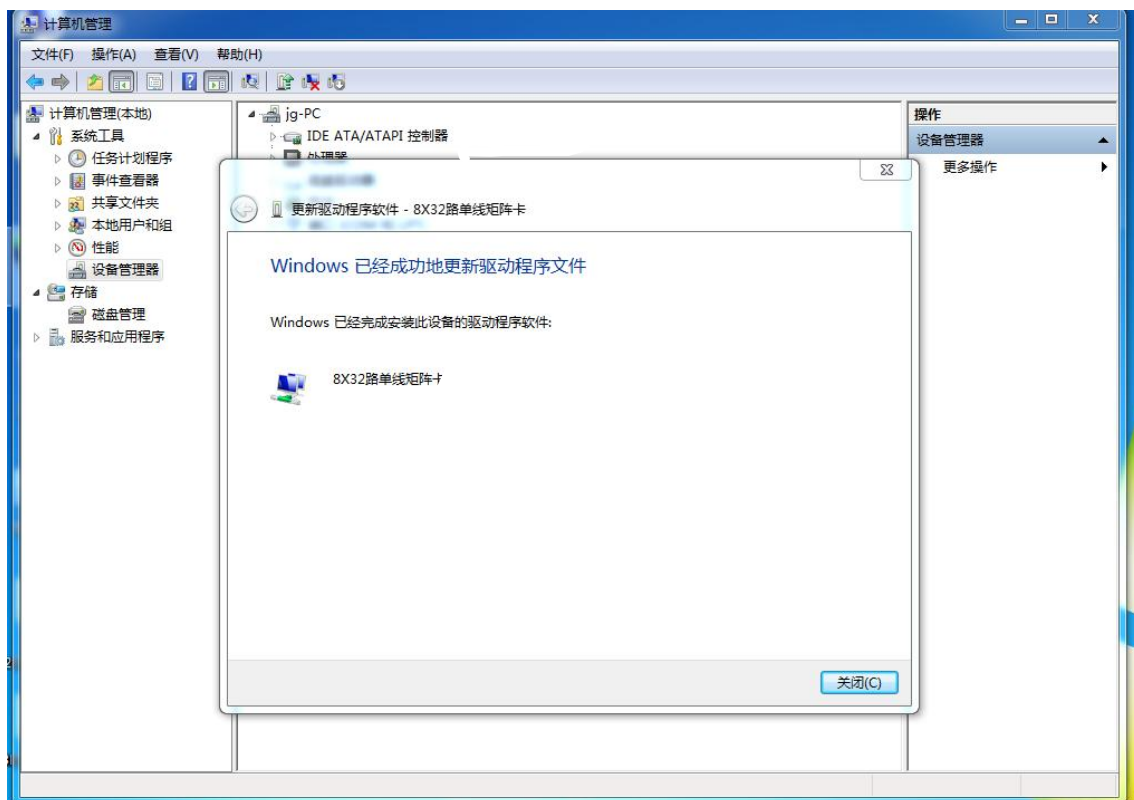 计算机管理
文件(F) 操作(A) 查看(V) 帮助(H)
计算机管理(本地)
系统工具
任务计划程序
事件查看器
共享文件夹
本地用户和组
性能
设备管理器
存储
磁盘管理
服务和应用程序
jg-PC
IDE ATA/ATAPI 控制器
处理器
更新驱动程序软件 - 8X32路单线矩阵卡
Windows 已经成功地更新驱动程序文件
Windows 已经完成安装此设备的驱动程序软件:
8X32路单线矩阵卡
关闭(C)
操作
设备管理器
更多操作